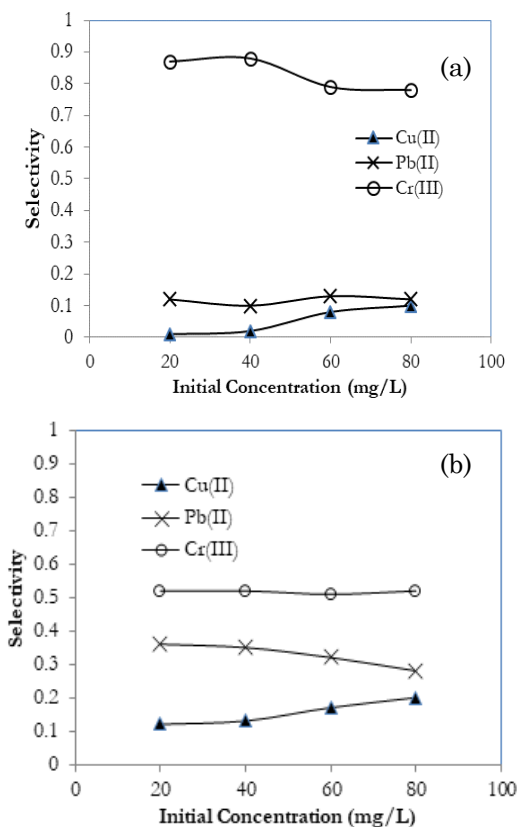 (a)
1
0.9
0.8
0.7
0.6
0.5
0.4
0.3
0.2
0.1
0
Selectivity
Cu(II)
Pb(II)
Cr(III)
0 20 40 60 80 100
Initial Concentration (mg/L)
(b)
1
0.9
0.8
0.7
0.6
0.5
0.4
0.3
0.2
0.1
0
Selectivity
Cu(II)
Pb(II)
Cr(III)
0 20 40 60 80 100
Initial Concentration (mg/L)